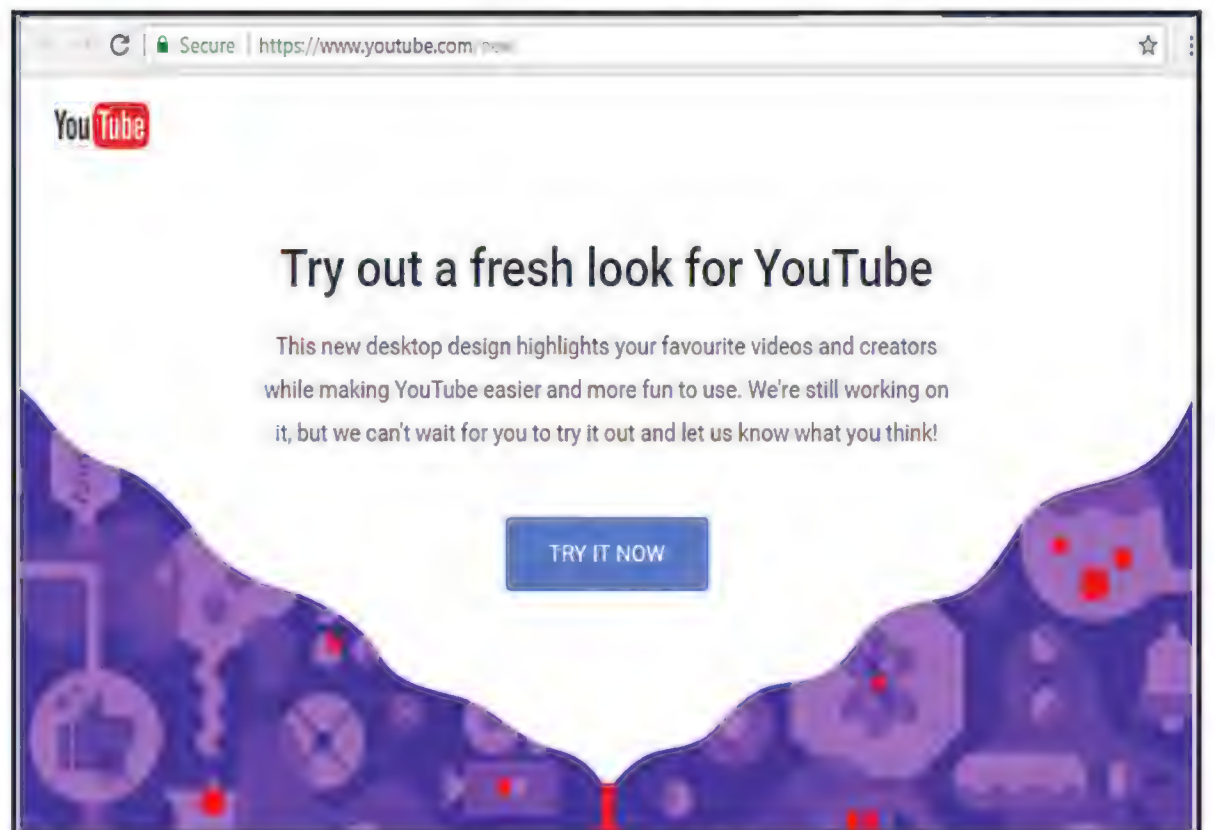 Secure https://www.youtube.com
YouTube
Try out a fresh look for YouTube
This new desktop design highlights your favourite videos and creators
while making YouTube easier and more fun to use. We're still working on
it, but we can't wait for you to try it out and let us know what you think!
TRY IT NOW